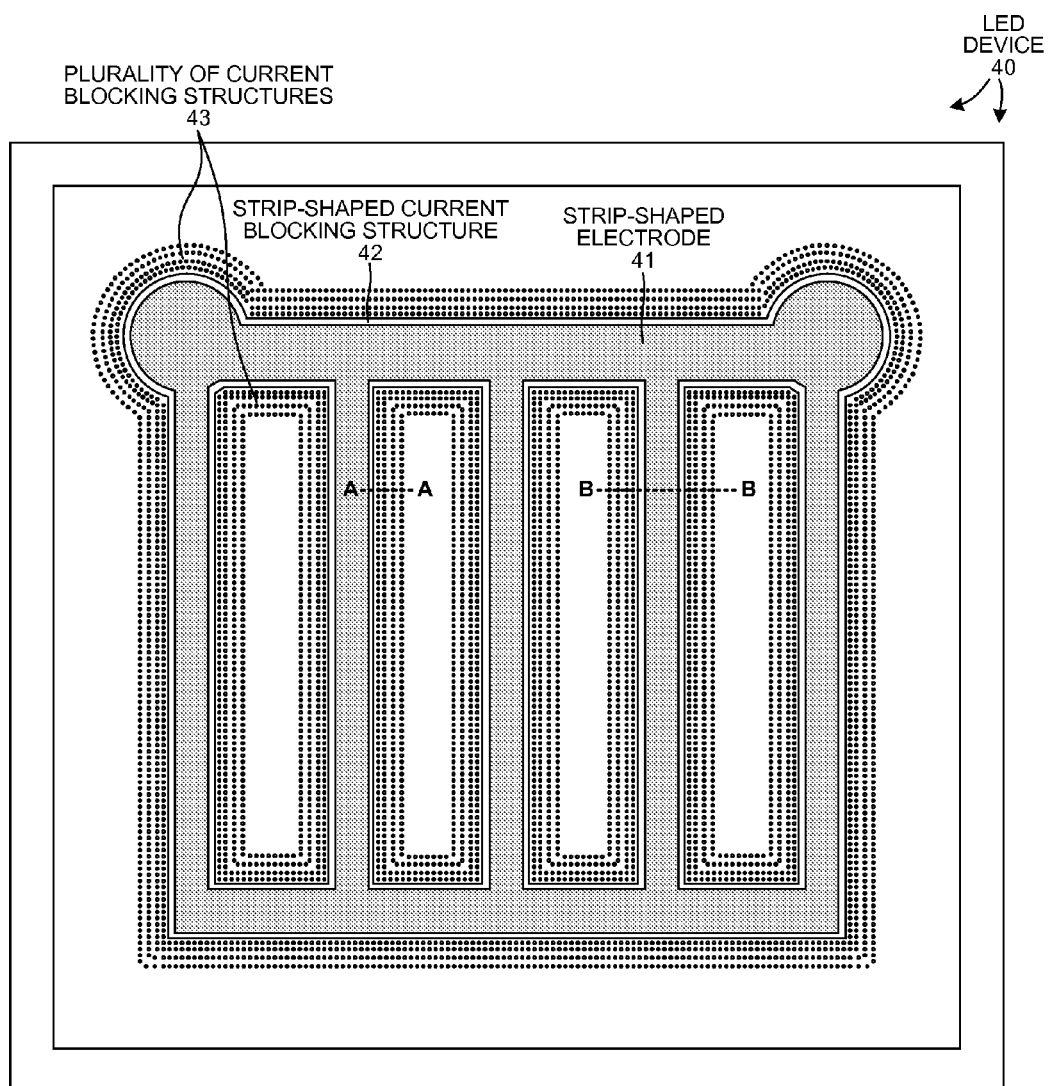 LED
DEVICE
40
PLURALITY OF CURRENT
BLOCKING STRUCTURES
43
STRIP-SHAPED CURRENT
BLOCKING STRUCTURE
42
STRIP-SHAPED
ELECTRODE
41
A A
B B